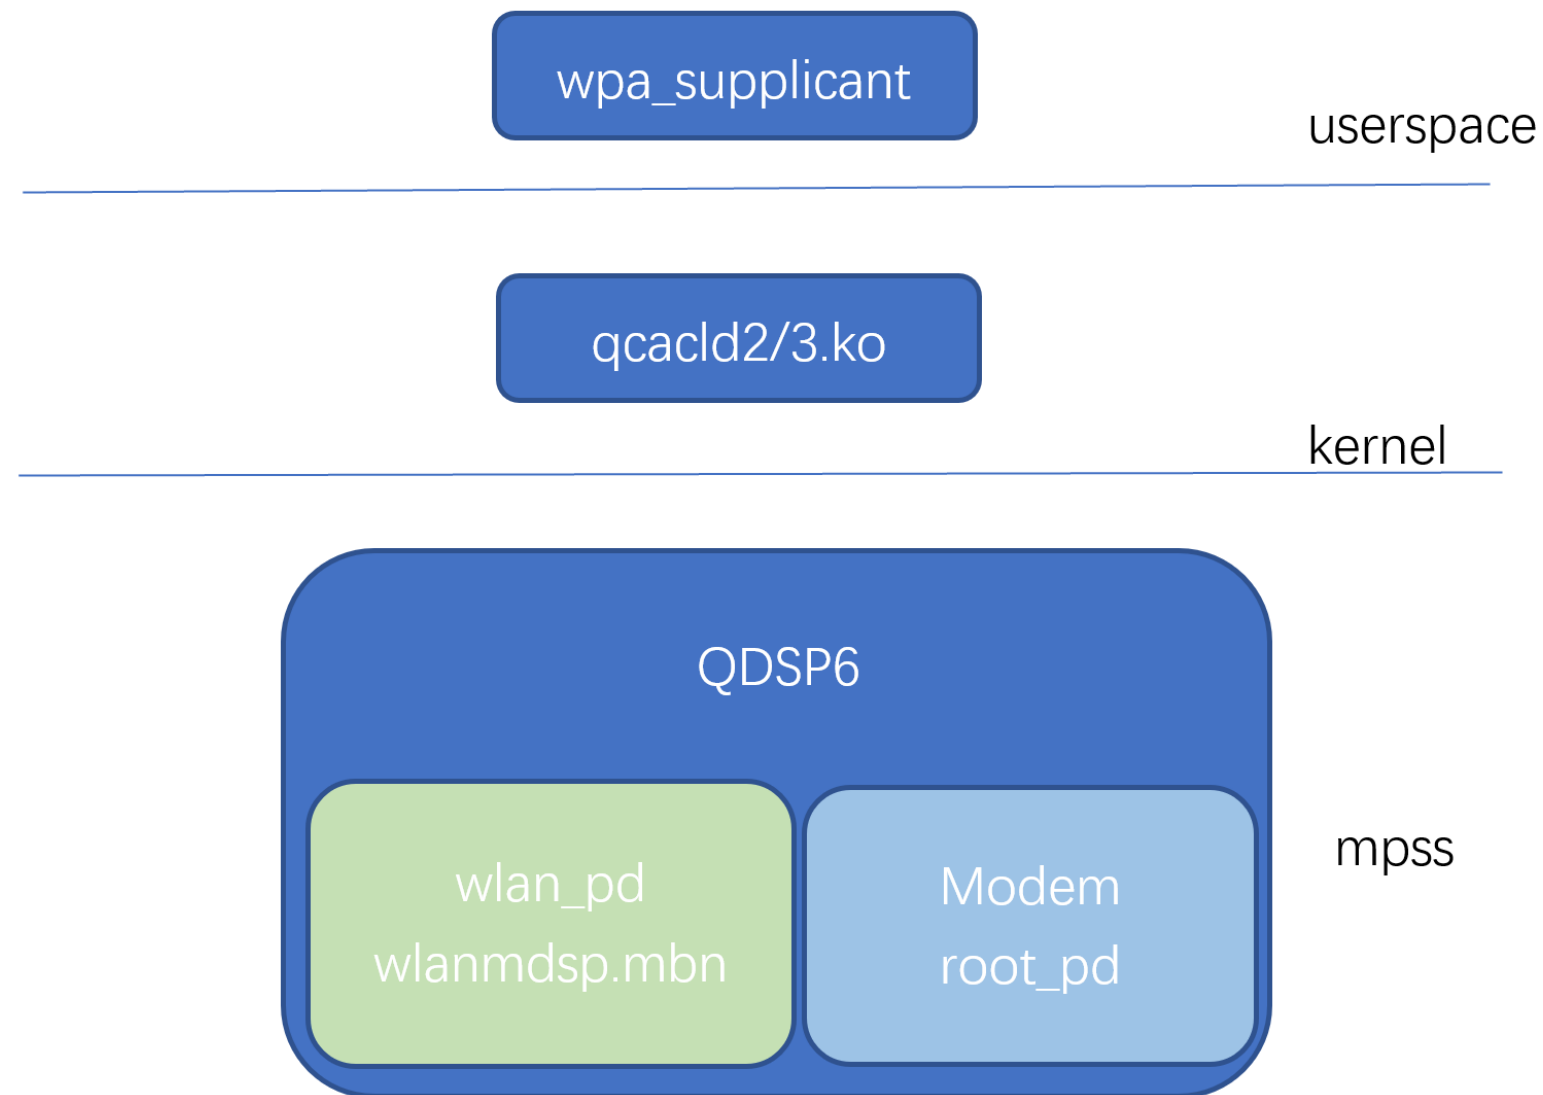 wpa_supplicant
userspace
qcacld2/3.ko
kernel
QDSP6
wlan_pd
wlanmdsp.mbn
Modem
root_pd
mpss